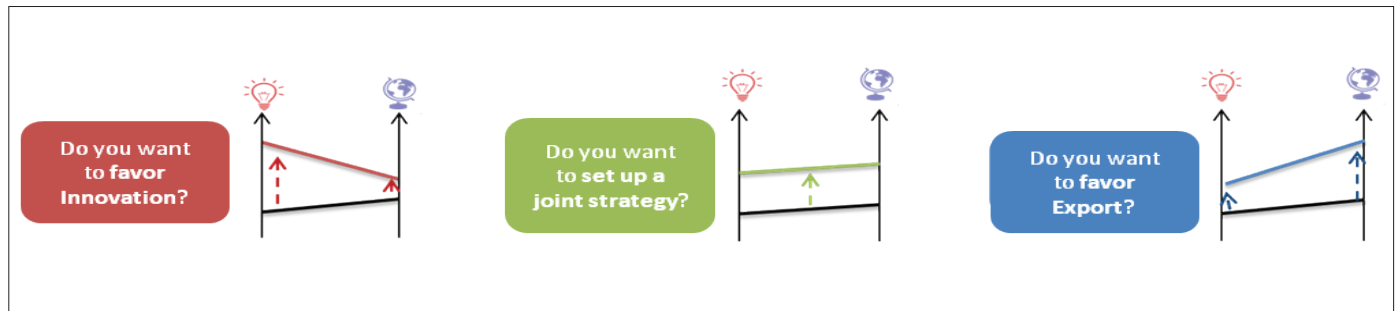 Do you want
to favor
Innovation?
Do you want
to set up a
joint strategy?
Do you want
to favor
Export?